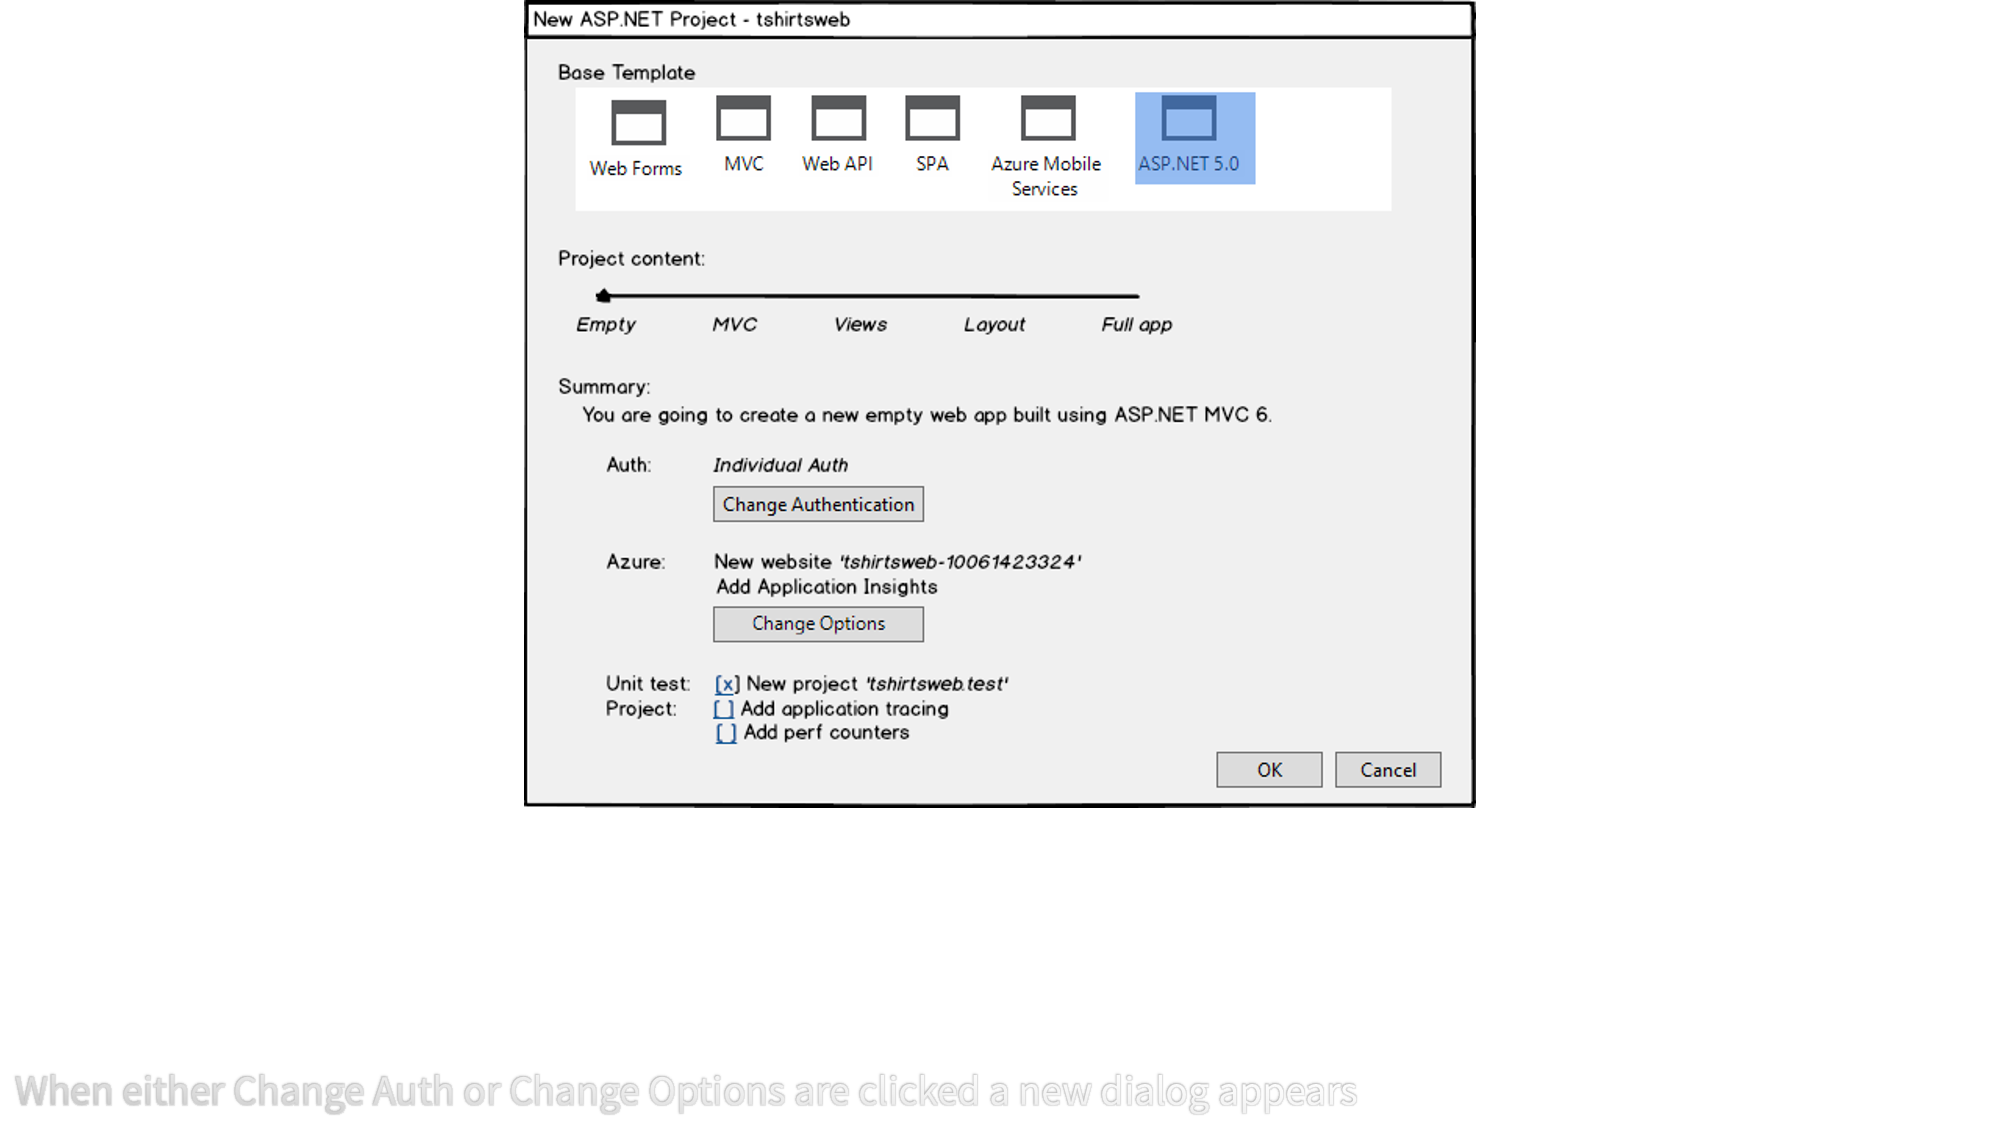 New ASP.NET Project - tshirtsweb
Base Template
Web Forms
MVC
Web API
SPA
Azure Mobile
Services
ASP.NET 5.0
Project content:
Empty MVC Views Layout Full app
Summary:
You are going to create a new empty web app built using ASP.NET MVC 6.
Auth: Individual Auth
Change Authentication
Azure: New website 'tshirtsweb-10061423324'
Add Application Insights
Change Options
Unit test: [x] New project 'tshirtsweb.test'
Project: [ ] Add application tracing
[ ] Add perf counters
OK Cancel
When either Change Auth or Change Options are clicked a new dialog appears